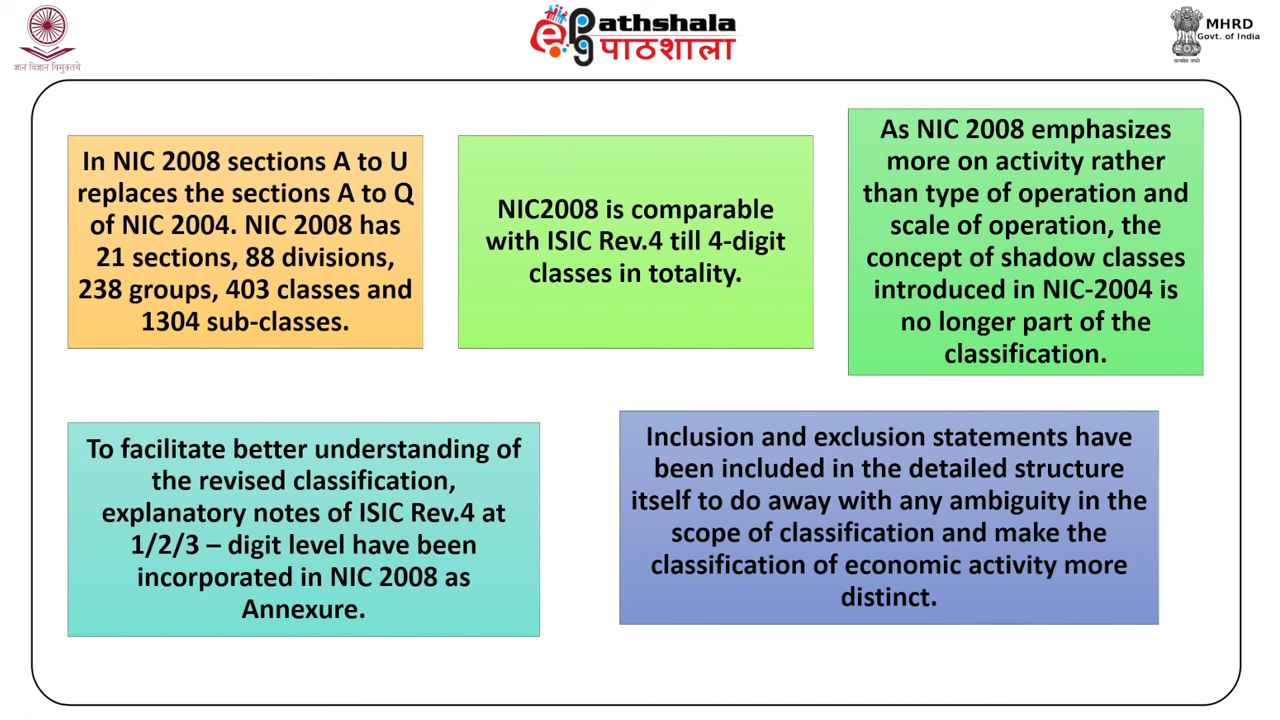 ज्ञान विज्ञान विमुक्तये
epg Pathshala
पाठशाला
MHRD
Govt. of India
सत्यमेव जयते
In NIC 2008 sections A to U
replaces the sections A to Q
of NIC 2004. NIC 2008 has
21 sections, 88 divisions,
238 groups, 403 classes and
1304 sub-classes.
NIC2008 is comparable
with ISIC Rev.4 till 4-digit
classes in totality.
As NIC 2008 emphasizes
more on activity rather
than type of operation and
scale of operation, the
concept of shadow classes
introduced in NIC-2004 is
no longer part of the
classification.
To facilitate better understanding of
the revised classification,
explanatory notes of ISIC Rev.4 at
1/2/3 – digit level have been
incorporated in NIC 2008 as
Annexure.
Inclusion and exclusion statements have
been included in the detailed structure
itself to do away with any ambiguity in the
scope of classification and make the
classification of economic activity more
distinct.